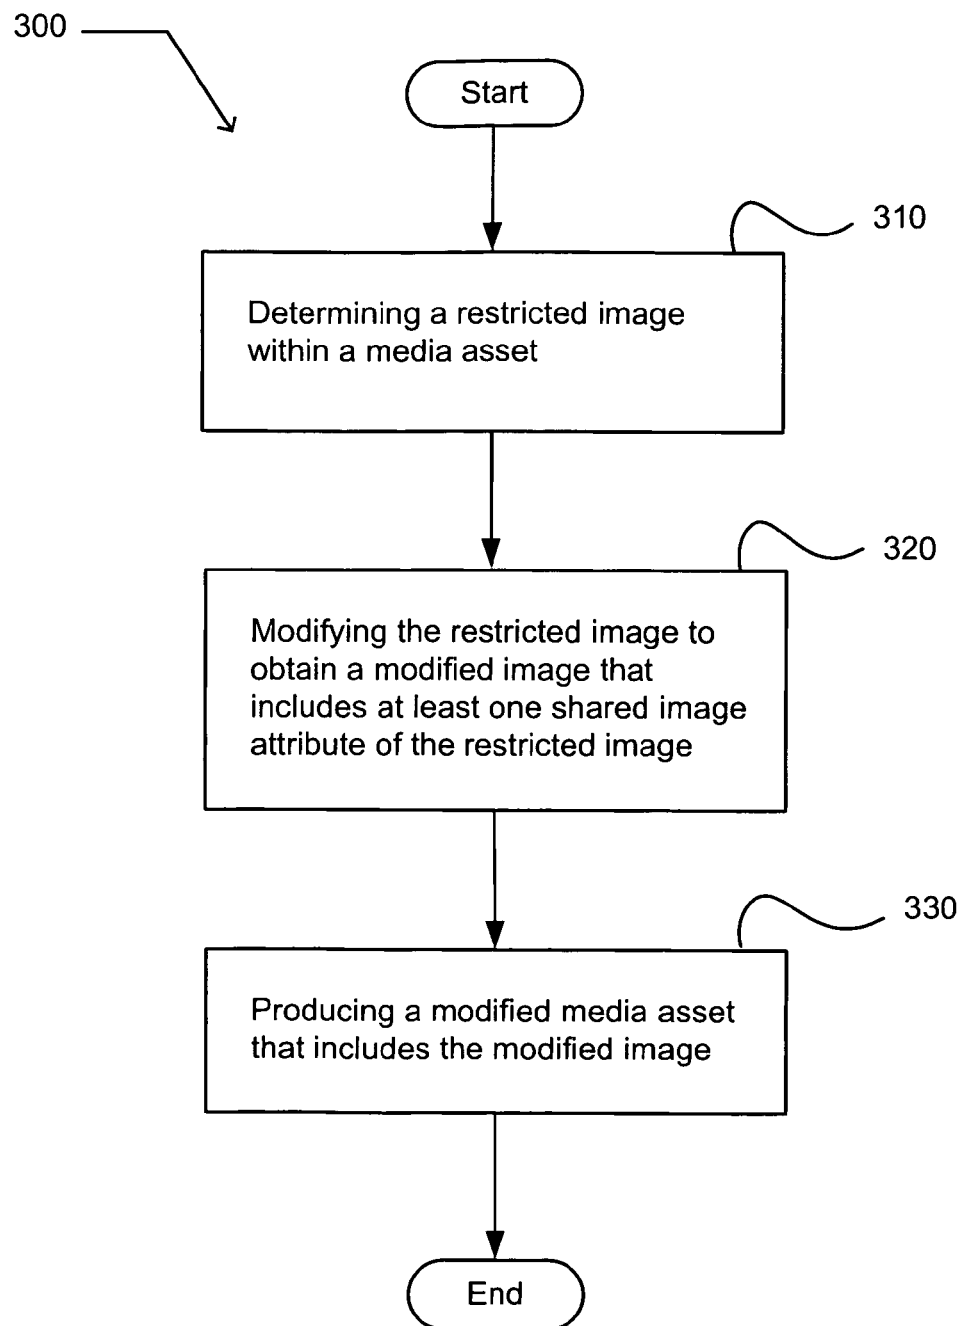 300
Start
310
Determining a restricted image
within a media asset
320
Modifying the restricted image to
obtain a modified image that
includes at least one shared image
attribute of the restricted image
330
Producing a modified media asset
that includes the modified image
End